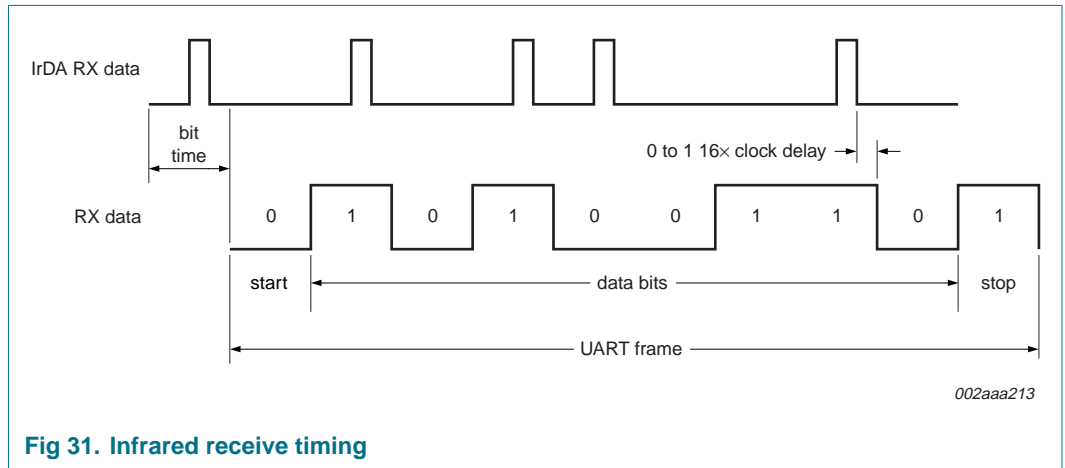 IrDA RX data
bit
time
0 to 1 16× clock delay
RX data
0 1 0 1 0 0 1 1 0 1
start data bits stop
UART frame
002aaa213
Fig 31. Infrared receive timing